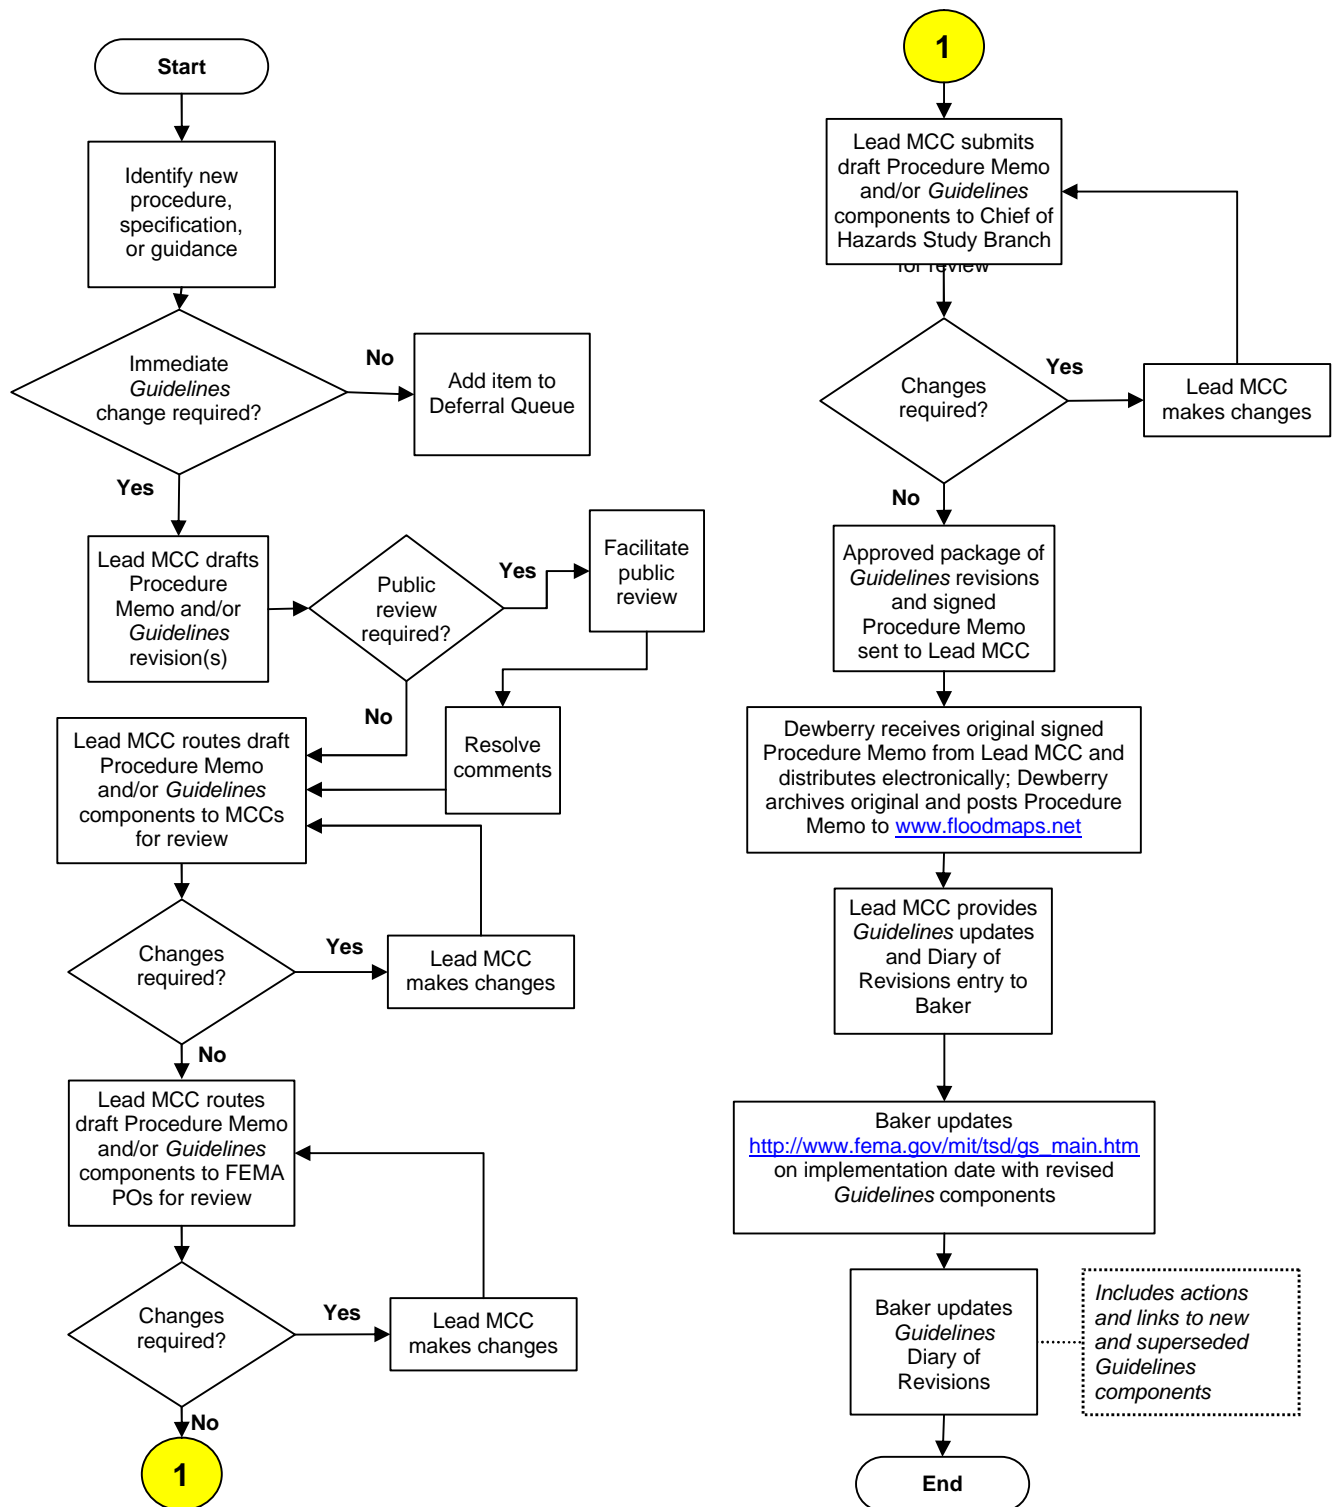 Start
Identify new
procedure,
specification,
or guidance
Immediate
Guidelines
change required?
No
Add item to
Deferral Queue
Yes
Lead MCC drafts
Procedure
Memo and/or
Guidelines
revision(s)
Public
review
required?
Yes
Facilitate
public
review
No
Resolve
comments
Lead MCC routes draft
Procedure Memo
and/or Guidelines
components to MCCs
for review
Changes
required?
Yes
Lead MCC
makes changes
No
Lead MCC routes
draft Procedure Memo
and/or Guidelines
components to FEMA
POs for review
Changes
required?
Yes
Lead MCC
makes changes
No
1
1
Lead MCC submits
draft Procedure Memo
and/or Guidelines
components to Chief of
Hazards Study Branch
for review
Changes
required?
Yes
Lead MCC
makes changes
No
Approved package of
Guidelines revisions
and signed
Procedure Memo
sent to Lead MCC
Dewberry receives original signed
Procedure Memo from Lead MCC and
distributes electronically; Dewberry
archives original and posts Procedure
Memo to www.floodmaps.net
Lead MCC provides
Guidelines updates
and Diary of
Revisions entry to
Baker
Baker updates
http://www.fema.gov/mit/tsd/gs_main.htm
on implementation date with revised
Guidelines components
Baker updates
Guidelines
Diary of
Revisions
Includes actions
and links to new
and superseded
Guidelines
components
End